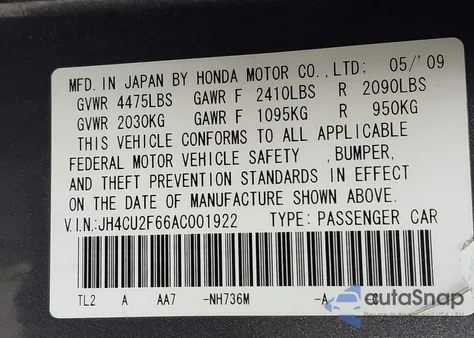 MFD. IN JAPAN BY HONDA MOTOR CO., LTD; 05/'09
GVWR 4475LBS GAWR F 2410LBS R 2090LBS
GVWR 2030KG GAWR F 1095KG R 950KG
THIS VEHICLE CONFORMS TO ALL APPLICABLE
FEDERAL MOTOR VEHICLE SAFETY ,BUMPER,
AND THEFT PREVENTION STANDARDS IN EFFECT
ON THE DATE OF MANUFACTURE SHOWN ABOVE.
V.I.N.:JH4CU2F66AC001922 TYPE: PASSENGER CAR
TL2 A AA7 -NH736M -A C
autoSnap